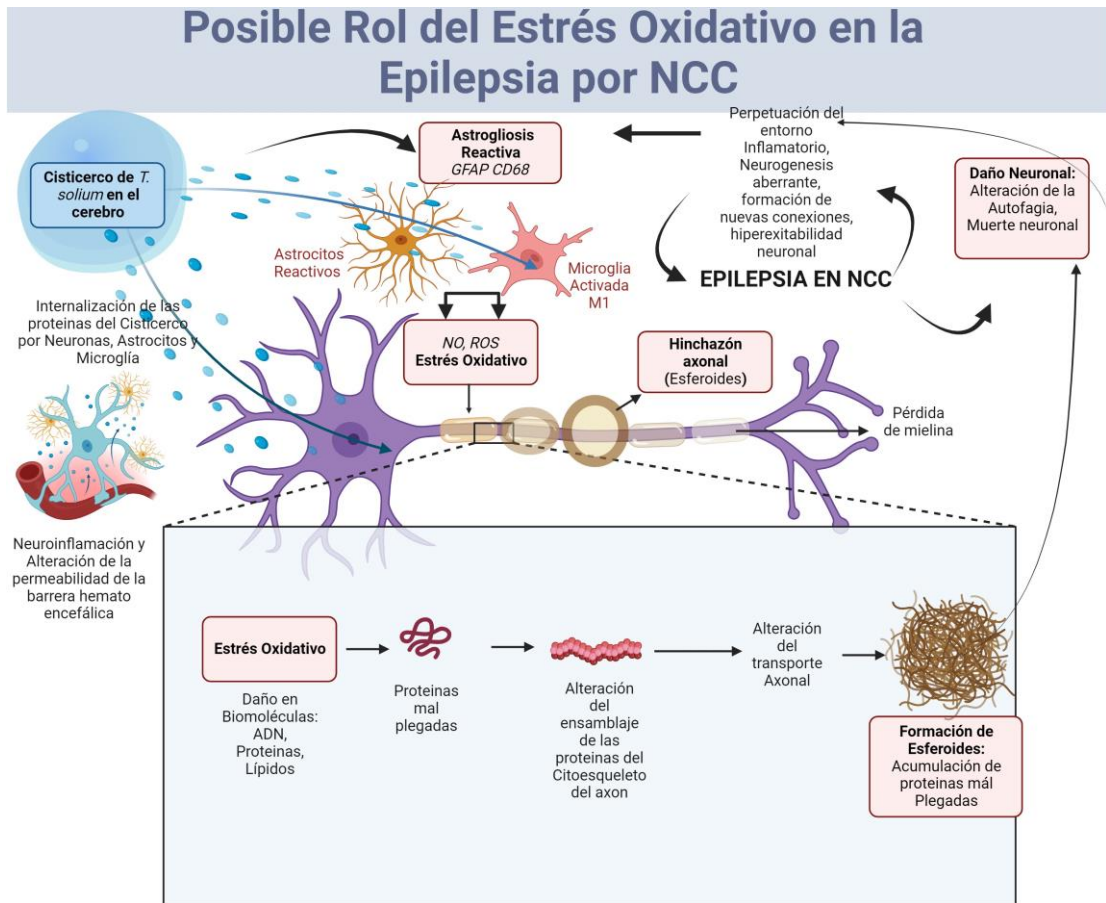 Posible Rol del Estrés Oxidativo en la
Epilepsia por NCC
Cisticerco de T.
solium en el
cerebro
Astrogliosis
Reactiva
GFAP CD68
Perpetuación del
entorno
Inflamatorio,
Neurogenesis
aberrante,
formación de
nuevas conexiones,
hiperexitabilidad
neuronal
EPILEPSIA EN NCC
Daño Neuronal:
Alteración de la
Autofagia,
Muerte neuronal
Astrocitos
Reactivos
Microglia
Activada
M1
Internalización de las
proteinas del Cisticerco
por Neuronas, Astrocitos y
Microglía
NO, ROS
Estrés Oxidativo
Hinchazón
axonal
(Esferoides)
Pérdida
de mielina
Neuroinflamación y
Alteración de la
permeabilidad de la
barrera hemato
encefálica
Estrés Oxidativo
Daño en
Biomoléculas:
ADN,
Proteinas,
Lípidos
Proteinas
mal
plegadas
Alteración
del
ensamblaje
de las
proteinas del
Citoesqueleto
del axon
Alteración
del
transporte
Axonal
Formación de
Esferoides:
Acumulación de
proteinas mál
Plegadas